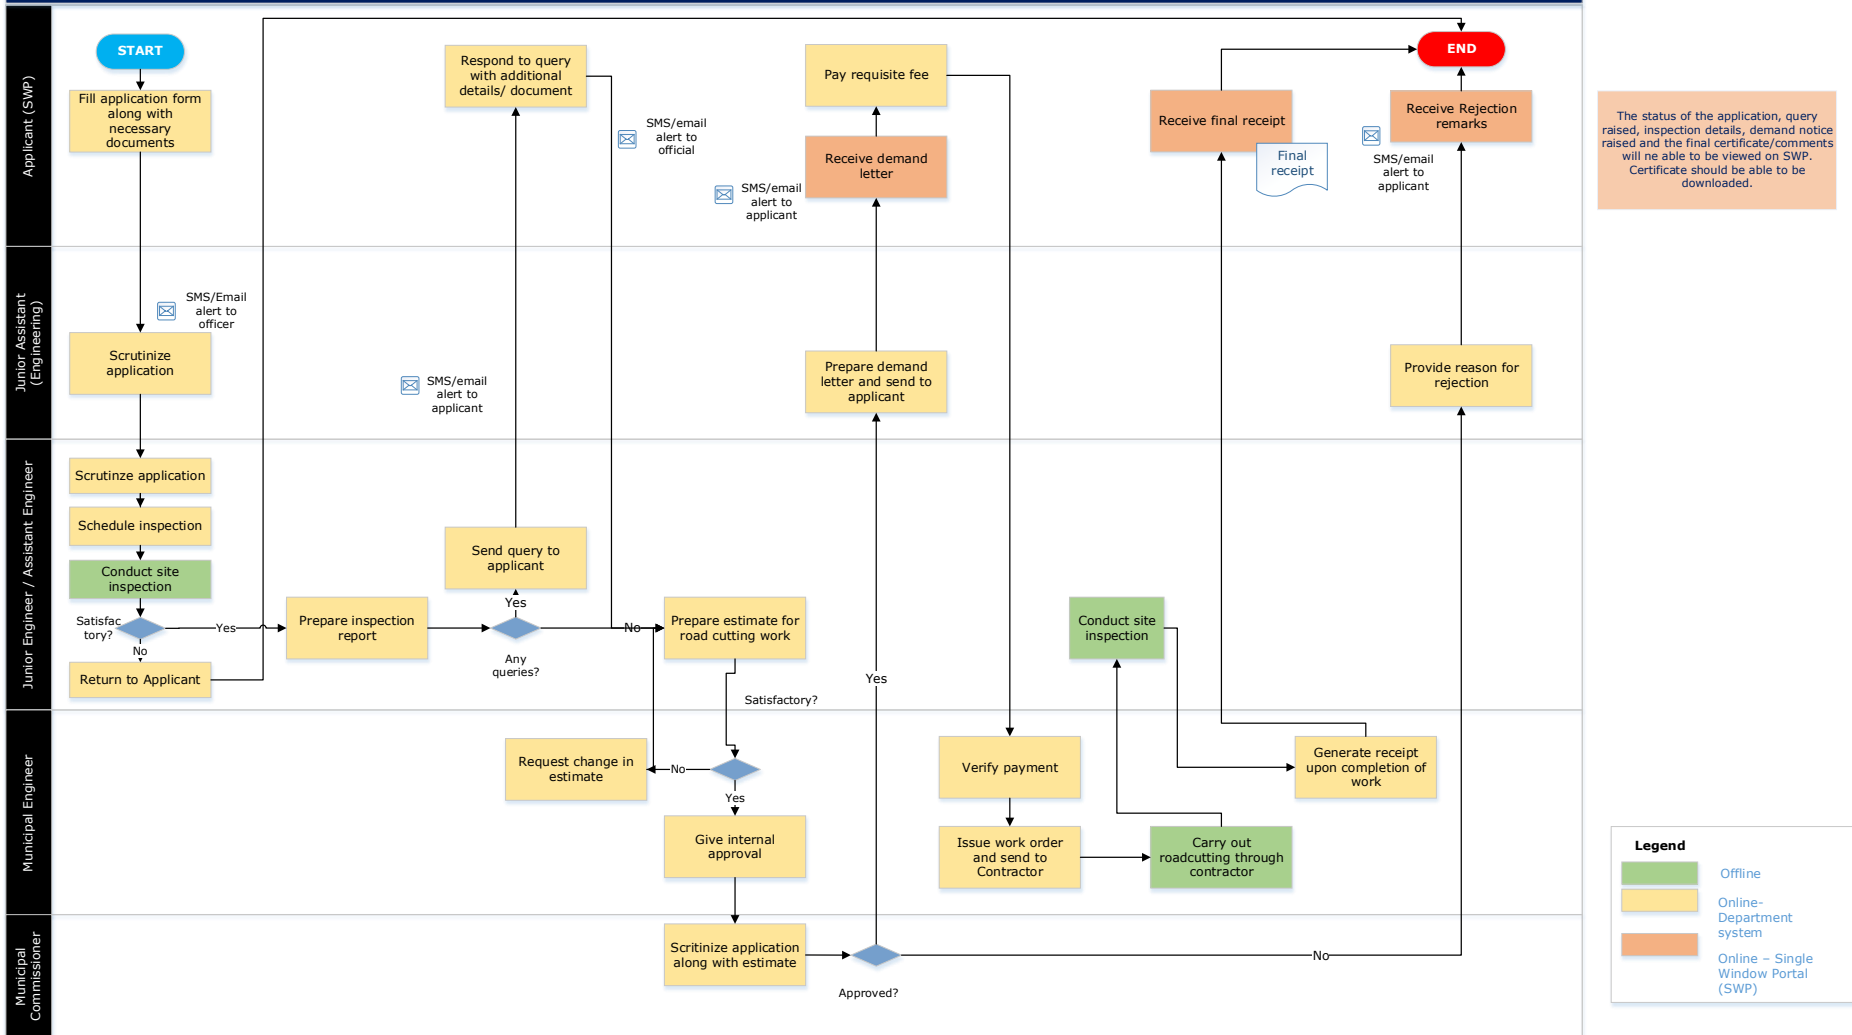 Applicant (SWP)
START
Fill application form
along with
necessary
documents
Respond to query
with additional
details/ document
SMS/email
alert to
official
Pay requisite fee
Receive demand
letter
SMS/email
alert to
applicant
END
Receive final receipt
Final
receipt
Receive Rejection
remarks
SMS/email
alert to
applicant
The status of the application, query
raised, inspection details, demand notice
raised and the final certificate/comments
will ne able to be viewed on SWP.
Certificate should be able to be
downloaded.
Junior Assistant
(Engineering)
SMS/Email
alert to
officer
Scrutinize
application
SMS/email
alert to
applicant
Prepare demand
letter and send to
applicant
Provide reason for
rejection
Junior Engineer / Assistant Engineer
Scrutinze application
Schedule inspection
Conduct site
inspection
Satisfac
tory?
Yes
No
Return to Applicant
Prepare inspection
report
Send query to
applicant
Yes
Any
queries?
No
Prepare estimate for
road cutting work
Satisfactory?
Yes
Conduct site
inspection
Municipal Engineer
Request change in
estimate
No
Yes
Give internal
approval
Verify payment
Issue work order
and send to
Contractor
Carry out
roadcutting through
contractor
Generate receipt
upon completion of
work
Municipal
Commissioner
Scritinize application
along with estimate
Approved?
No
Legend
Offline
Online-
Department
system
Online – Single
Window Portal
(SWP)